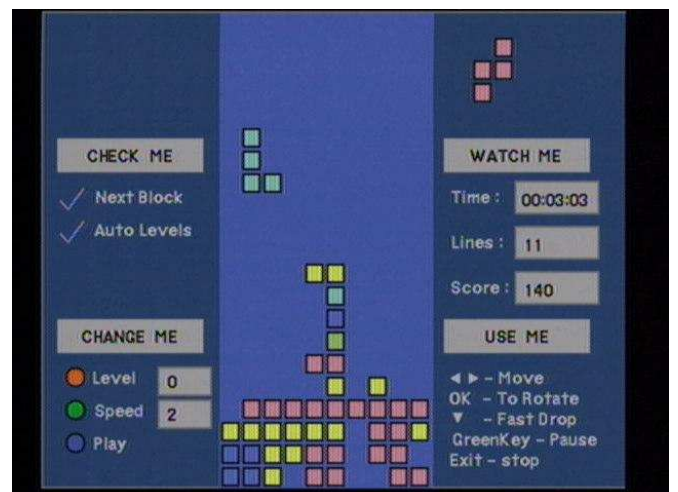 CHECK ME
Next Block
Auto Levels
CHANGE ME
Level 0
Speed 2
Play
WATCH ME
Time : 00:03:03
Lines : 11
Score : 140
USE ME
◄ ► - Move
OK - To Rotate
▼ - Fast Drop
GreenKey - Pause
Exit - stop